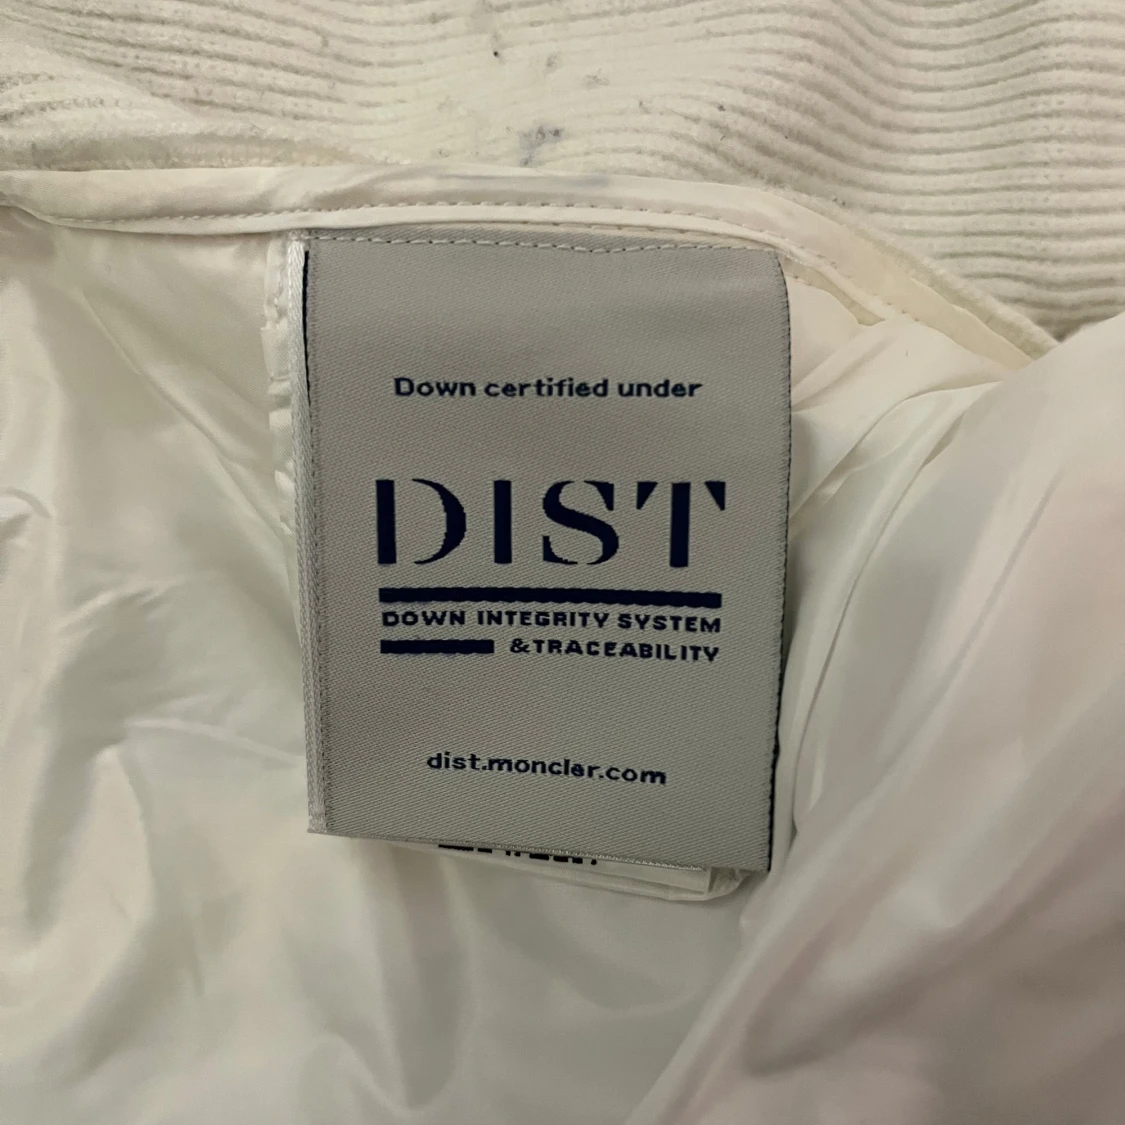 Down certified under
DIST
DOWN INTEGRITY SYSTEM
&TRACEABILITY
dist.moncler.com